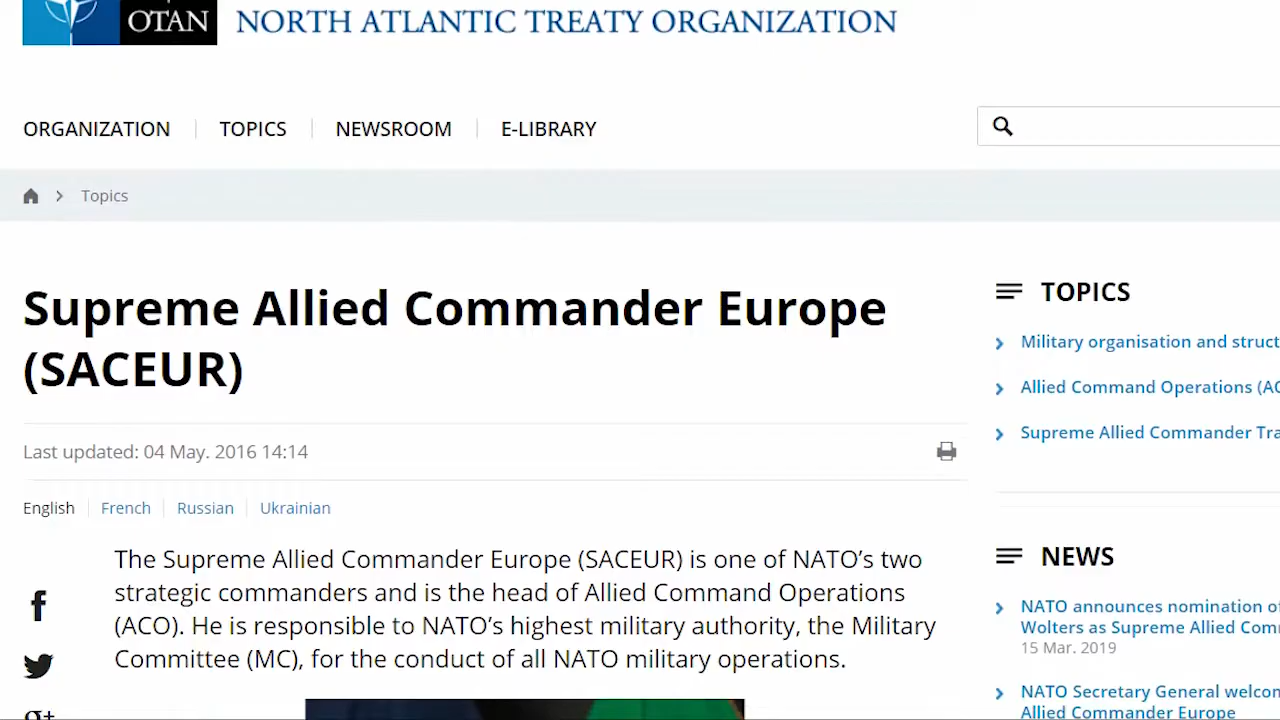 OTAN
NORTH ATLANTIC TREATY ORGANIZATION
ORGANIZATION
TOPICS
NEWSROOM
E-LIBRARY
Topics
Supreme Allied Commander Europe
(SACEUR)
Last updated: 04 May. 2016 14:14
English
French
Russian
Ukrainian
The Supreme Allied Commander Europe (SACEUR) is one of NATO’s two
strategic commanders and is the head of Allied Command Operations
(ACO). He is responsible to NATO’s highest military authority, the Military
Committee (MC), for the conduct of all NATO military operations.
TOPICS
Military organisation and struct
Allied Command Operations (AC
Supreme Allied Commander Tra
NEWS
NATO announces nomination of
Wolters as Supreme Allied Com
15 Mar. 2019
NATO Secretary General welcom
Allied Commander Europe